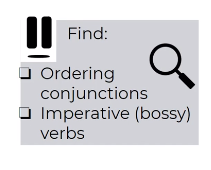 Find:
❑ Ordering
conjunctions
❑ Imperative (bossy)
verbs